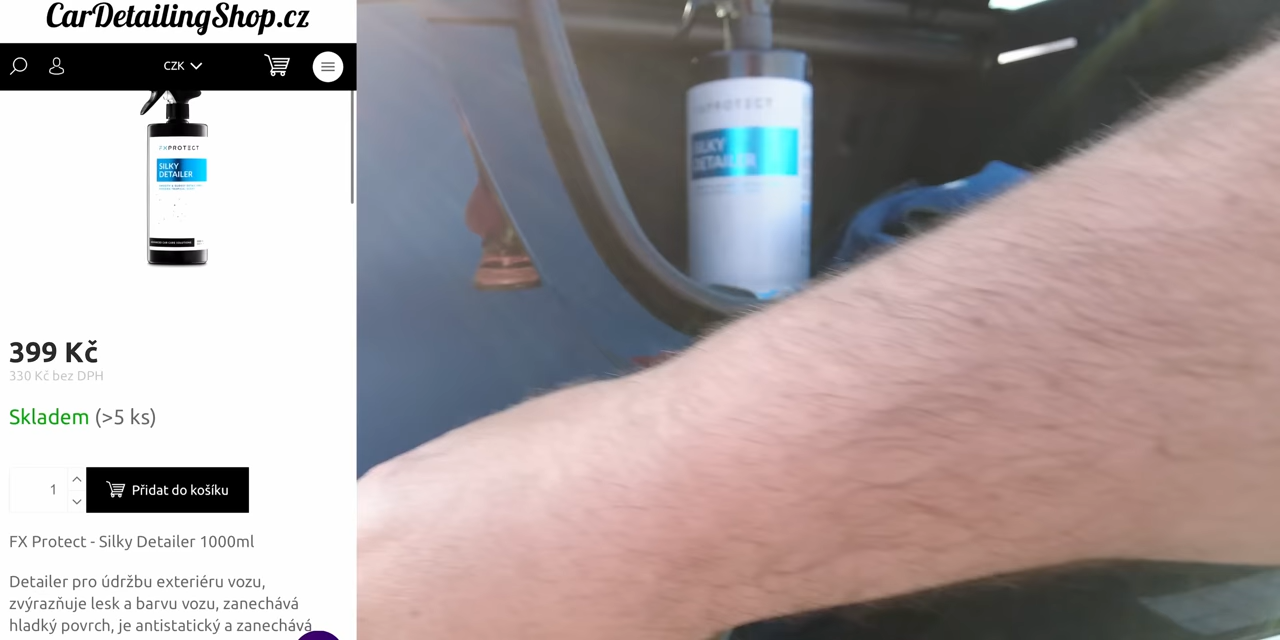 CarDetailingShop.cz
CZK
FXPROTECT
SILKY
DETAILER
399 Kč
330 Kč bez DPH
Skladem (>5 ks)
1
Přidat do košíku
FX Protect - Silky Detailer 1000ml
Detailer pro údržbu exteriéru vozu,
zvýrazňuje lesk a barvu vozu, zanechává
hladký povrch, je antistatický a zanechává
FXPROTECT
SILKY
DETAILER